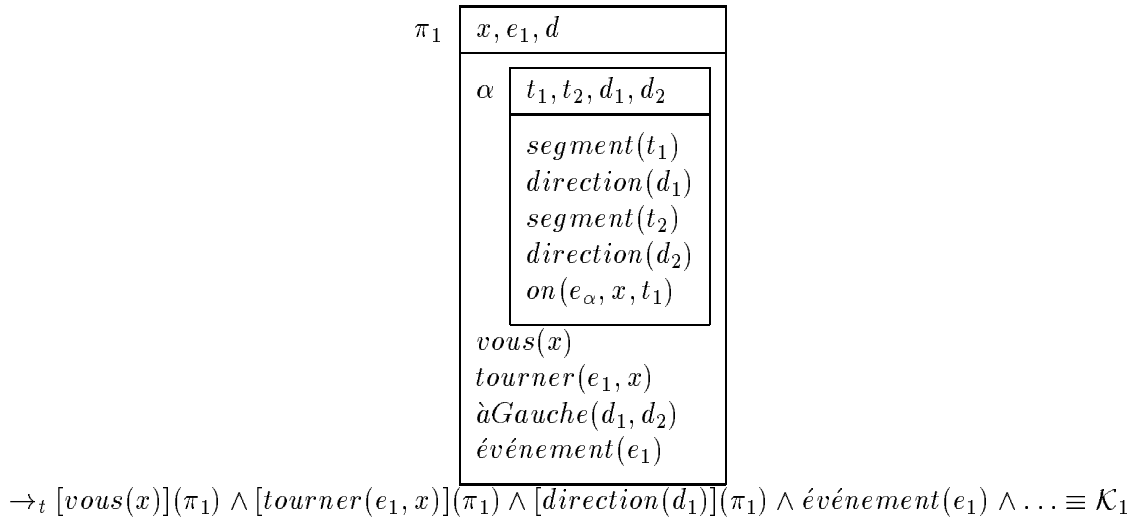 π₁ x, e₁, d
α t₁, t₂, d₁, d₂
segment(t₁)
direction(d₁)
segment(t₂)
direction(d₂)
on(e_α, x, t₁)
vous(x)
tourner(e₁, x)
àGauche(d₁, d₂)
événement(e₁)
→ₜ [vous(x)](π₁) ∧ [tourner(e₁, x)](π₁) ∧ [direction(d₁)](π₁) ∧ événement(e₁) ∧ … ≡ 𝒦₁